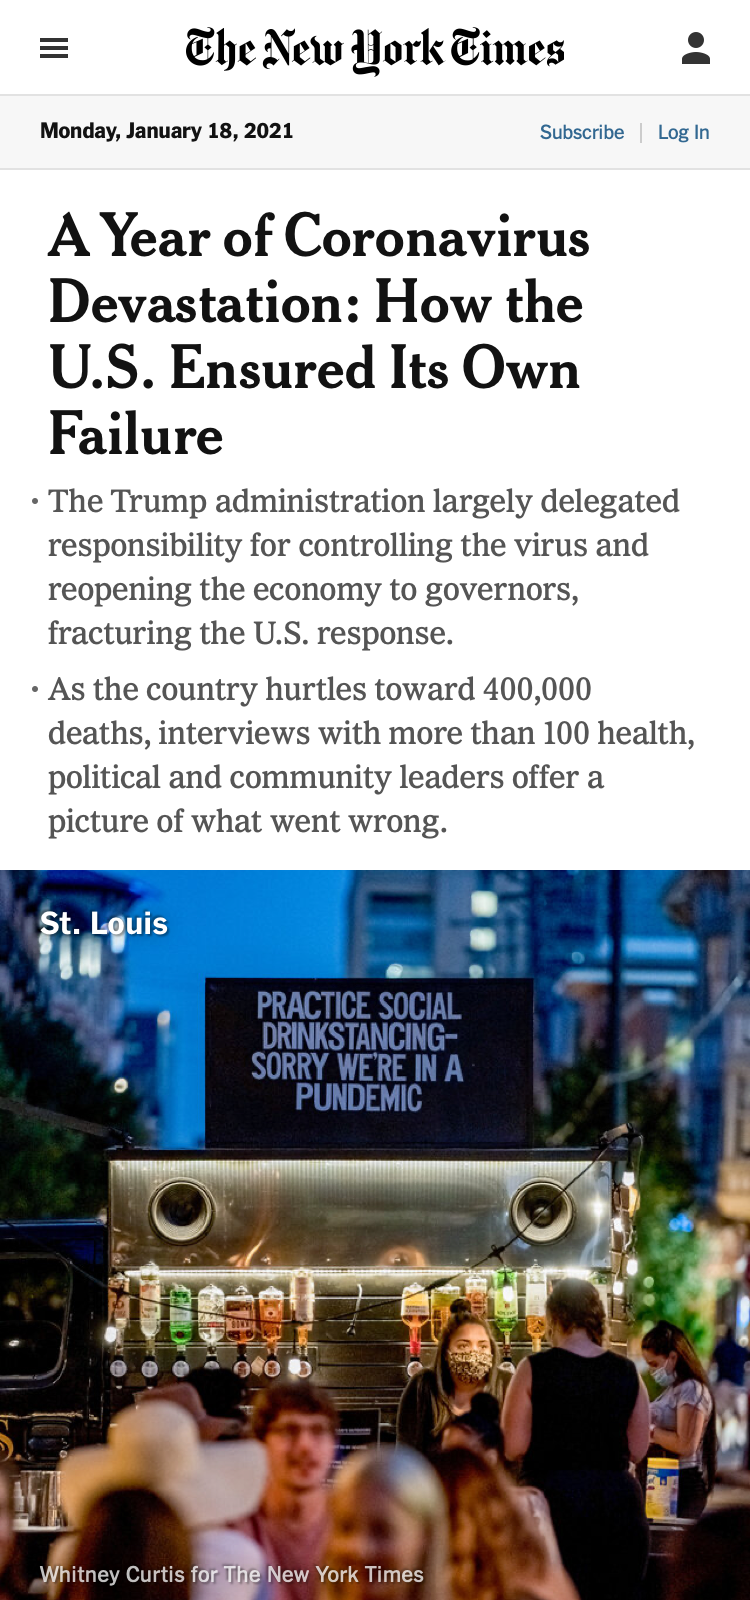 The New York Times
Monday, January 18, 2021
Subscribe | Log In
A Year of Coronavirus
Devastation: How the
U.S. Ensured Its Own
Failure
• The Trump administration largely delegated
responsibility for controlling the virus and
reopening the economy to governors,
fracturing the U.S. response.
• As the country hurtles toward 400,000
deaths, interviews with more than 100 health,
political and community leaders offer a
picture of what went wrong.
St. Louis
PRACTICE SOCIAL
DRINKSTANCING-
SORRY WE'RE IN A
PUNDEMIC
Whitney Curtis for The New York Times